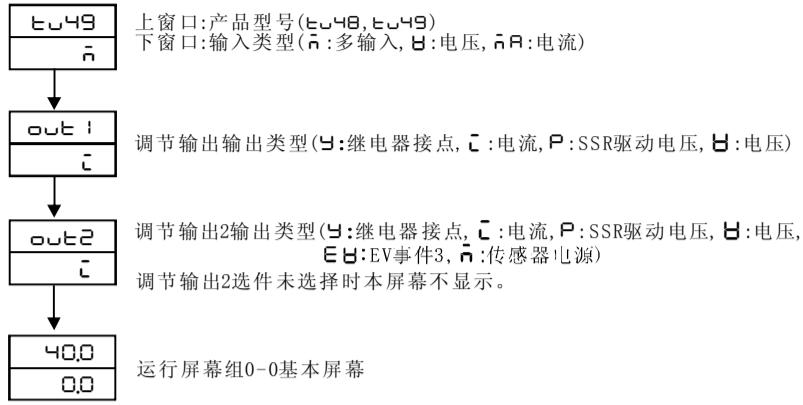 tu49
ñ
上窗口:产品型号(tu48,tu49)
下窗口:输入类型(ñ:多输入,u:电压,ñA:电流)
out1
ī
调节输出输出类型(y:继电器接点,ī:电流,P:SSR驱动电压,u:电压)
out2
ī
调节输出2输出类型(y:继电器接点,ī:电流,P:SSR驱动电压,u:电压,
Eu:EV事件3,ñ:传感器电源)
调节输出2选件未选择时本屏幕不显示。
40.0
0.0
运行屏幕组0-0基本屏幕